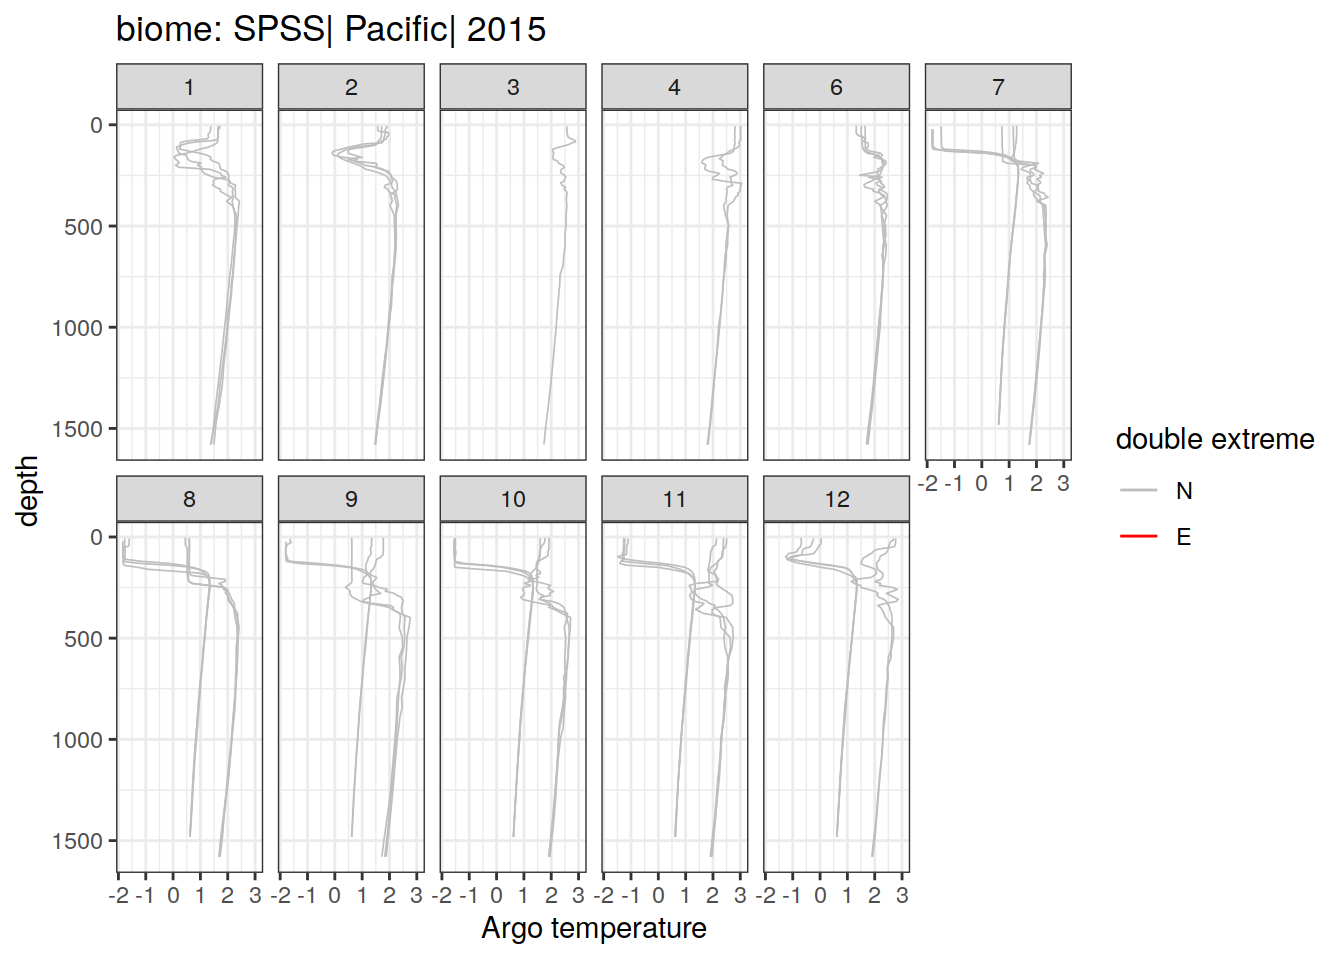 biome: SPSS| Pacific| 2015
1 2 3 4 6 7
0
500
1000
1500
-2 -1 0 1 2 3
8 9 10 11 12
0
500
1000
1500
-2 -1 0 1 2 3 -2 -1 0 1 2 3 -2 -1 0 1 2 3 -2 -1 0 1 2 3 -2 -1 0 1 2 3
depth
Argo temperature
double extreme
N
E